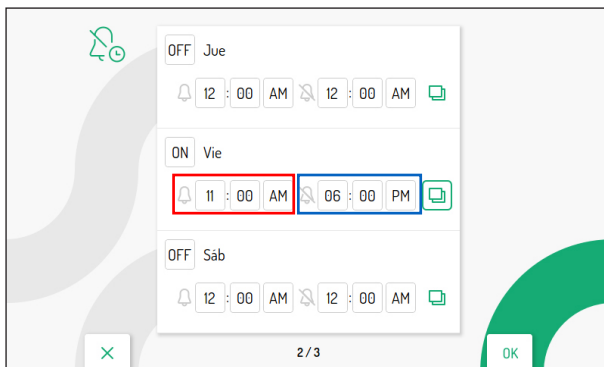 OFF Jue
12 : 00 AM 12 : 00 AM
ON Vie
11 : 00 AM 06 : 00 PM
OFF Sáb
12 : 00 AM 12 : 00 AM
2/3
OK